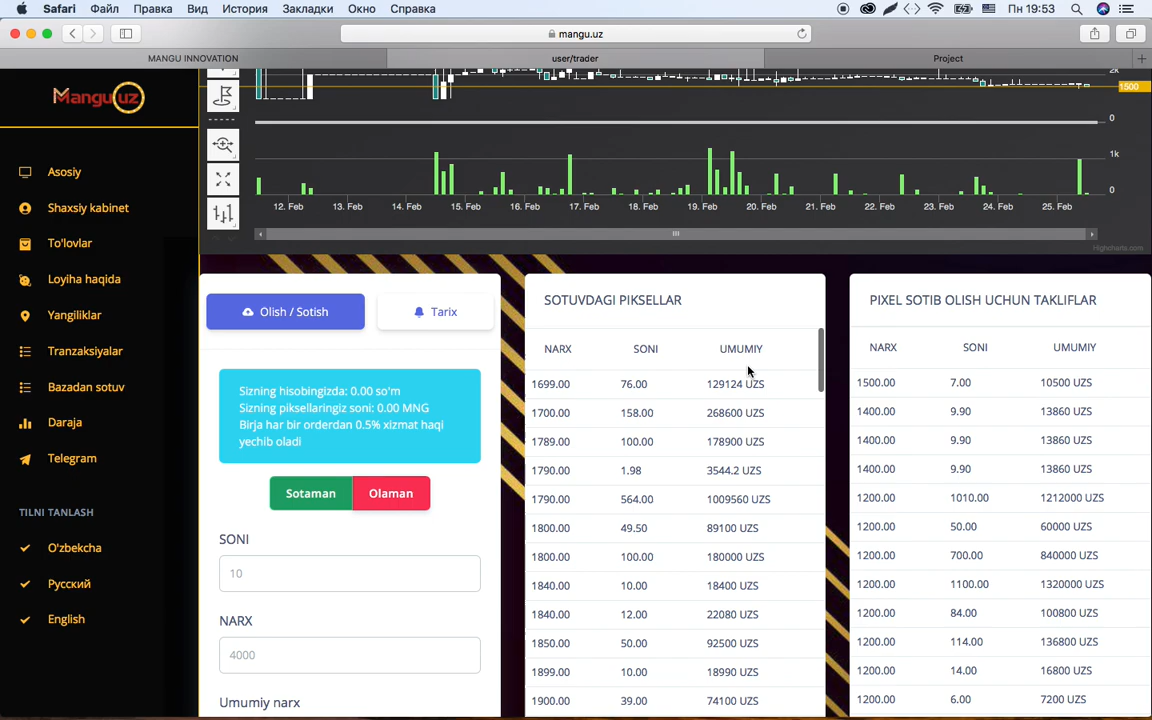 Safari Файл Правка Вид История Закладки Окно Справка Пн 19:53
mangu.uz
MANGU INNOVATION user/trader Project
Mangu uz
Asosiy
Shaxsiy kabinet
To'lovlar
Loyiha haqida
Yangiliklar
Tranzaksiyalar
Bazadan sotuv
Daraja
Telegram
TILNI TANLASH
O'zbekcha
Русский
English
2k
1500
0
1k
0
12. Feb 13. Feb 14. Feb 15. Feb 16. Feb 17. Feb 18. Feb 19. Feb 20. Feb 21. Feb 22. Feb 23. Feb 24. Feb 25. Feb
Highcharts.com
Olish / Sotish Tarix
Sizning hisobingizda: 0.00 so'm
Sizning piksellaringiz soni: 0.00 MNG
Birja har bir orderdan 0.5% xizmat haqi
yechib oladi
Sotaman Olaman
SONI
10
NARX
4000
Umumiy narx
SOTUVDAGI PIKSELLAR
NARX SONI UMUMIY
1699.00 76.00 129124 UZS
1700.00 158.00 268600 UZS
1789.00 100.00 178900 UZS
1790.00 1.98 3544.2 UZS
1790.00 564.00 1009560 UZS
1800.00 49.50 89100 UZS
1800.00 100.00 180000 UZS
1840.00 10.00 18400 UZS
1840.00 12.00 22080 UZS
1850.00 50.00 92500 UZS
1899.00 10.00 18990 UZS
1900.00 39.00 74100 UZS
PIXEL SOTIB OLISH UCHUN TAKLIFLAR
NARX SONI UMUMIY
1500.00 7.00 10500 UZS
1400.00 9.90 13860 UZS
1400.00 9.90 13860 UZS
1400.00 9.90 13860 UZS
1200.00 1010.00 1212000 UZS
1200.00 50.00 60000 UZS
1200.00 700.00 840000 UZS
1200.00 1100.00 1320000 UZS
1200.00 84.00 100800 UZS
1200.00 114.00 136800 UZS
1200.00 14.00 16800 UZS
1200.00 6.00 7200 UZS